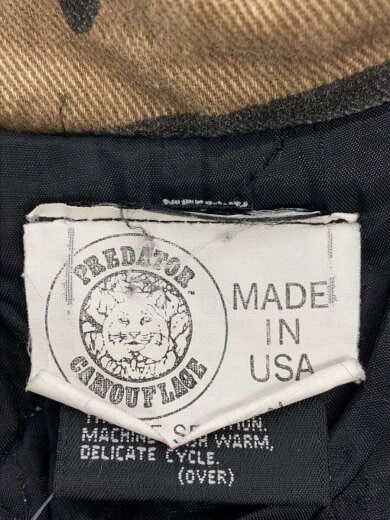 PREDATOR
CAMOUFLAGE
MADE
IN
USA
MACHINE WARM,
DELICATE CYCLE.
(OVER)